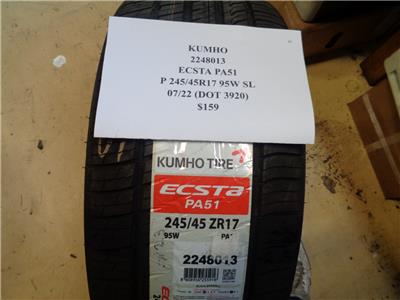 KUMHO
2248013
ECSTA PA51
P 245/45R17 95W SL
07/22 (DOT 3920)
$159
KUMHO TIRE
ECSTA
PA51
245/45 ZR17
95W PA
2248013